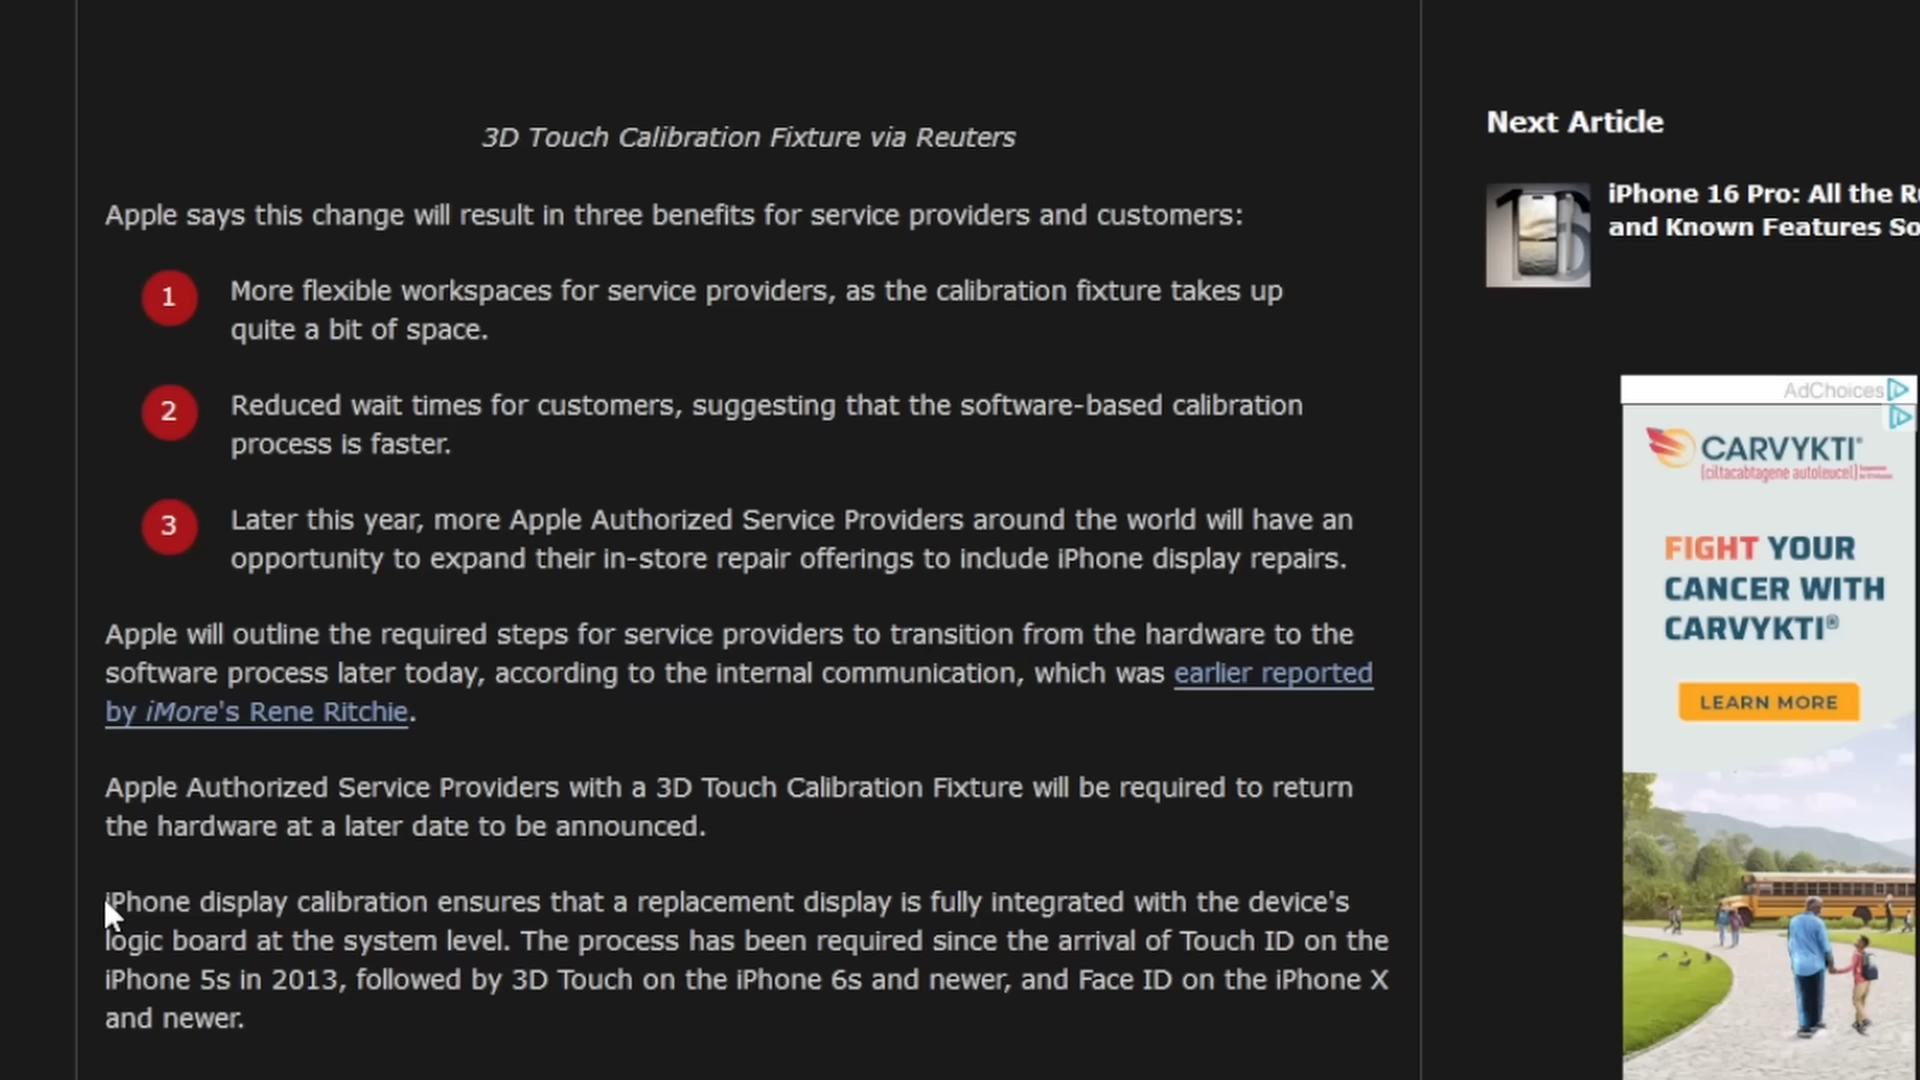 3D Touch Calibration Fixture via Reuters
Apple says this change will result in three benefits for service providers and customers:
1
More flexible workspaces for service providers, as the calibration fixture takes up
quite a bit of space.
2
Reduced wait times for customers, suggesting that the software-based calibration
process is faster.
3
Later this year, more Apple Authorized Service Providers around the world will have an
opportunity to expand their in-store repair offerings to include iPhone display repairs.
Apple will outline the required steps for service providers to transition from the hardware to the
software process later today, according to the internal communication, which was earlier reported
by iMore's Rene Ritchie.
Apple Authorized Service Providers with a 3D Touch Calibration Fixture will be required to return
the hardware at a later date to be announced.
iPhone display calibration ensures that a replacement display is fully integrated with the device's
logic board at the system level. The process has been required since the arrival of Touch ID on the
iPhone 5s in 2013, followed by 3D Touch on the iPhone 6s and newer, and Face ID on the iPhone X
and newer.
Next Article
iPhone 16 Pro: All the
and Known Features So
AdChoices
CARVYKTI®
(ciltacabtagene autoleucel)
FIGHT YOUR
CANCER WITH
CARVYKTI®
LEARN MORE